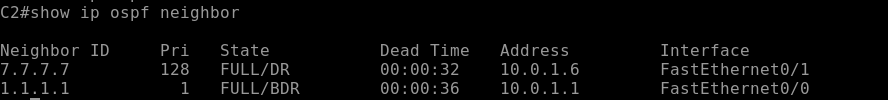 C2#show ip ospf neighbor
Neighbor ID     Pri   State           Dead Time   Address         Interface
7.7.7.7         128   FULL/DR         00:00:32    10.0.1.6        FastEthernet0/1
1.1.1.1           1   FULL/BDR        00:00:36    10.0.1.1        FastEthernet0/0